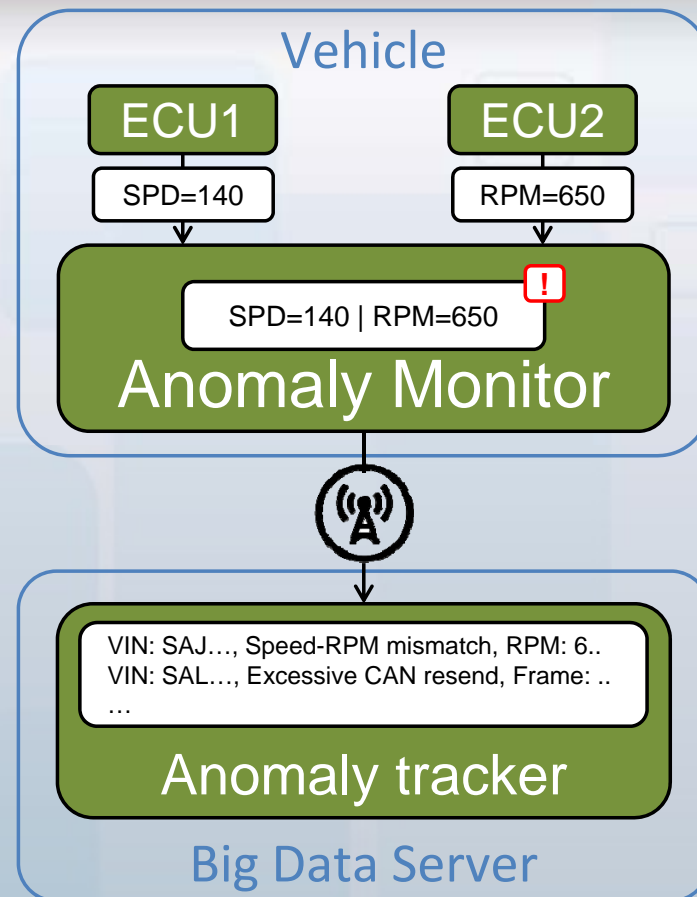 Vehicle
ECU1
ECU2
SPD=140
RPM=650
!
SPD=140 | RPM=650
Anomaly Monitor
VIN: SAJ…, Speed-RPM mismatch, RPM: 6..
VIN: SAL…, Excessive CAN resend, Frame: ..
…
Anomaly tracker
Big Data Server